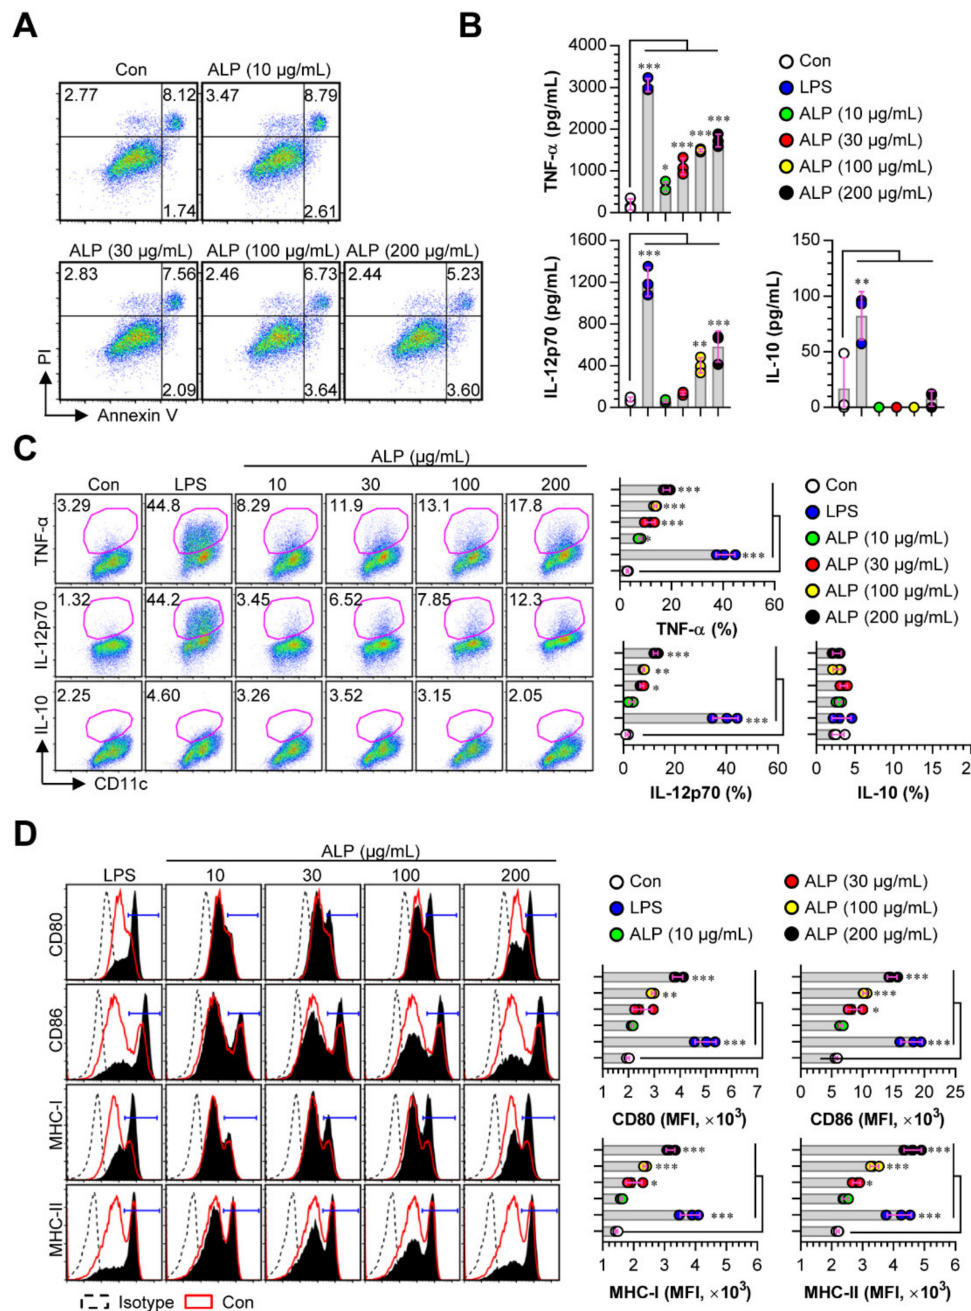 A
Con
ALP (10 µg/mL)
2.77
8.12
3.47
8.79
1.74
2.61
ALP (30 µg/mL)
ALP (100 µg/mL)
ALP (200 µg/mL)
2.83
7.56
2.46
6.73
2.44
5.23
2.09
3.64
3.60
PI
Annexin V
B
TNF-α (pg/mL)
4000
3000
2000
1000
0
***
*
***
***
***
Con
LPS
ALP (10 µg/mL)
ALP (30 µg/mL)
ALP (100 µg/mL)
ALP (200 µg/mL)
IL-12p70 (pg/mL)
1600
1200
800
400
0
***
**
***
IL-10 (pg/mL)
150
100
50
0
**
C
ALP (µg/mL)
Con
LPS
10
30
100
200
TNF-α
3.29
44.8
8.29
11.9
13.1
17.8
IL-12p70
1.32
44.2
3.45
6.52
7.85
12.3
IL-10
2.25
4.60
3.26
3.52
3.15
2.05
CD11c
***
***
***
*
***
0 20 40 60
TNF-α (%)
Con
LPS
ALP (10 µg/mL)
ALP (30 µg/mL)
ALP (100 µg/mL)
ALP (200 µg/mL)
***
**
*
***
0 20 40 60
IL-12p70 (%)
0 5 10 15
IL-10 (%)
D
ALP (µg/mL)
LPS
10
30
100
200
CD80
CD86
MHC-I
MHC-II
Isotype
Con
Con
LPS
ALP (10 µg/mL)
ALP (30 µg/mL)
ALP (100 µg/mL)
ALP (200 µg/mL)
***
**
***
1 2 3 4 5 6 7
CD80 (MFI, ×10³)
***
***
*
***
0 5 10 15 20 25
CD86 (MFI, ×10³)
***
***
*
***
1 2 3 4 5 6
MHC-I (MFI, ×10³)
***
***
*
***
1 2 3 4 5 6
MHC-II (MFI, ×10³)